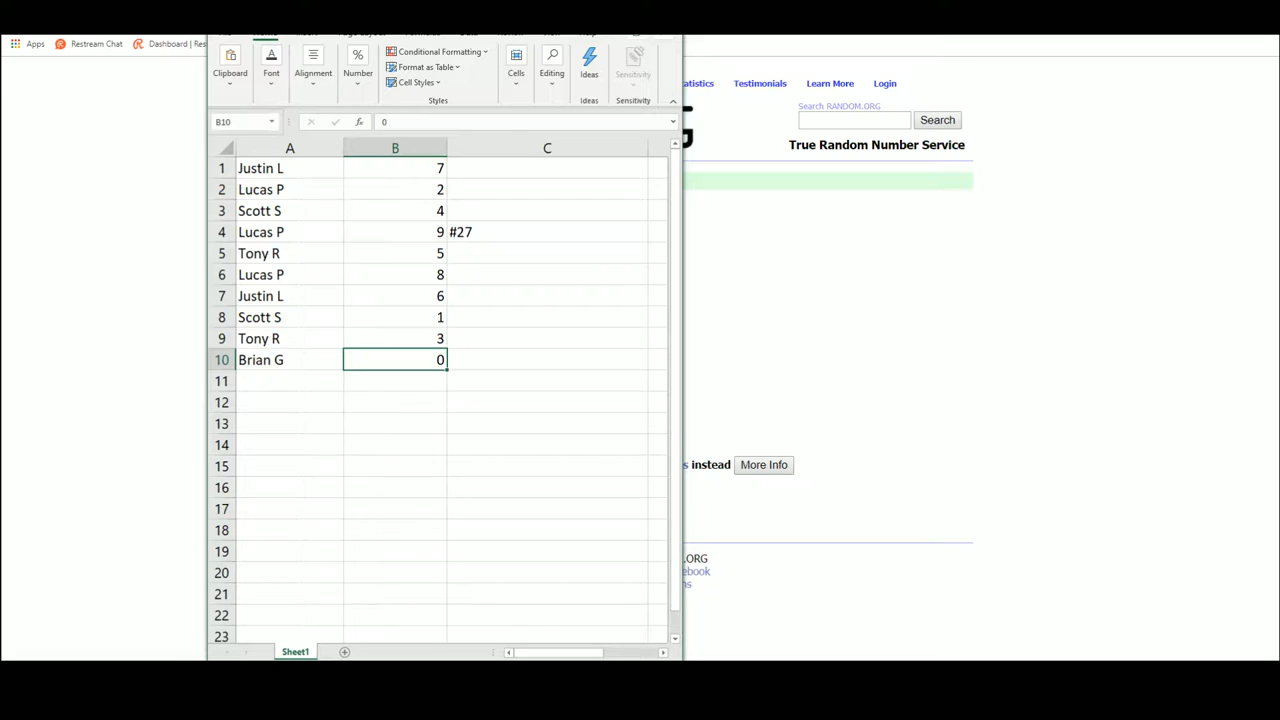 Apps Restream Chat Dashboard | Res
Clipboard Font Alignment Number
Conditional Formatting
Format as Table
Cell Styles
Styles
Cells Editing Ideas Sensitivity
Ideas Sensitivity
B10 fx 0
A B C
1 Justin L 7
2 Lucas P 2
3 Scott S 4
4 Lucas P 9 #27
5 Tony R 5
6 Lucas P 8
7 Justin L 6
8 Scott S 1
9 Tony R 3
10 Brian G 0
11
12
13
14
15
16
17
18
19
20
21
22
23
Sheet1
atistics Testimonials Learn More Login
Search RANDOM.ORG
Search
True Random Number Service
s instead More Info
.ORG
ebook
ns